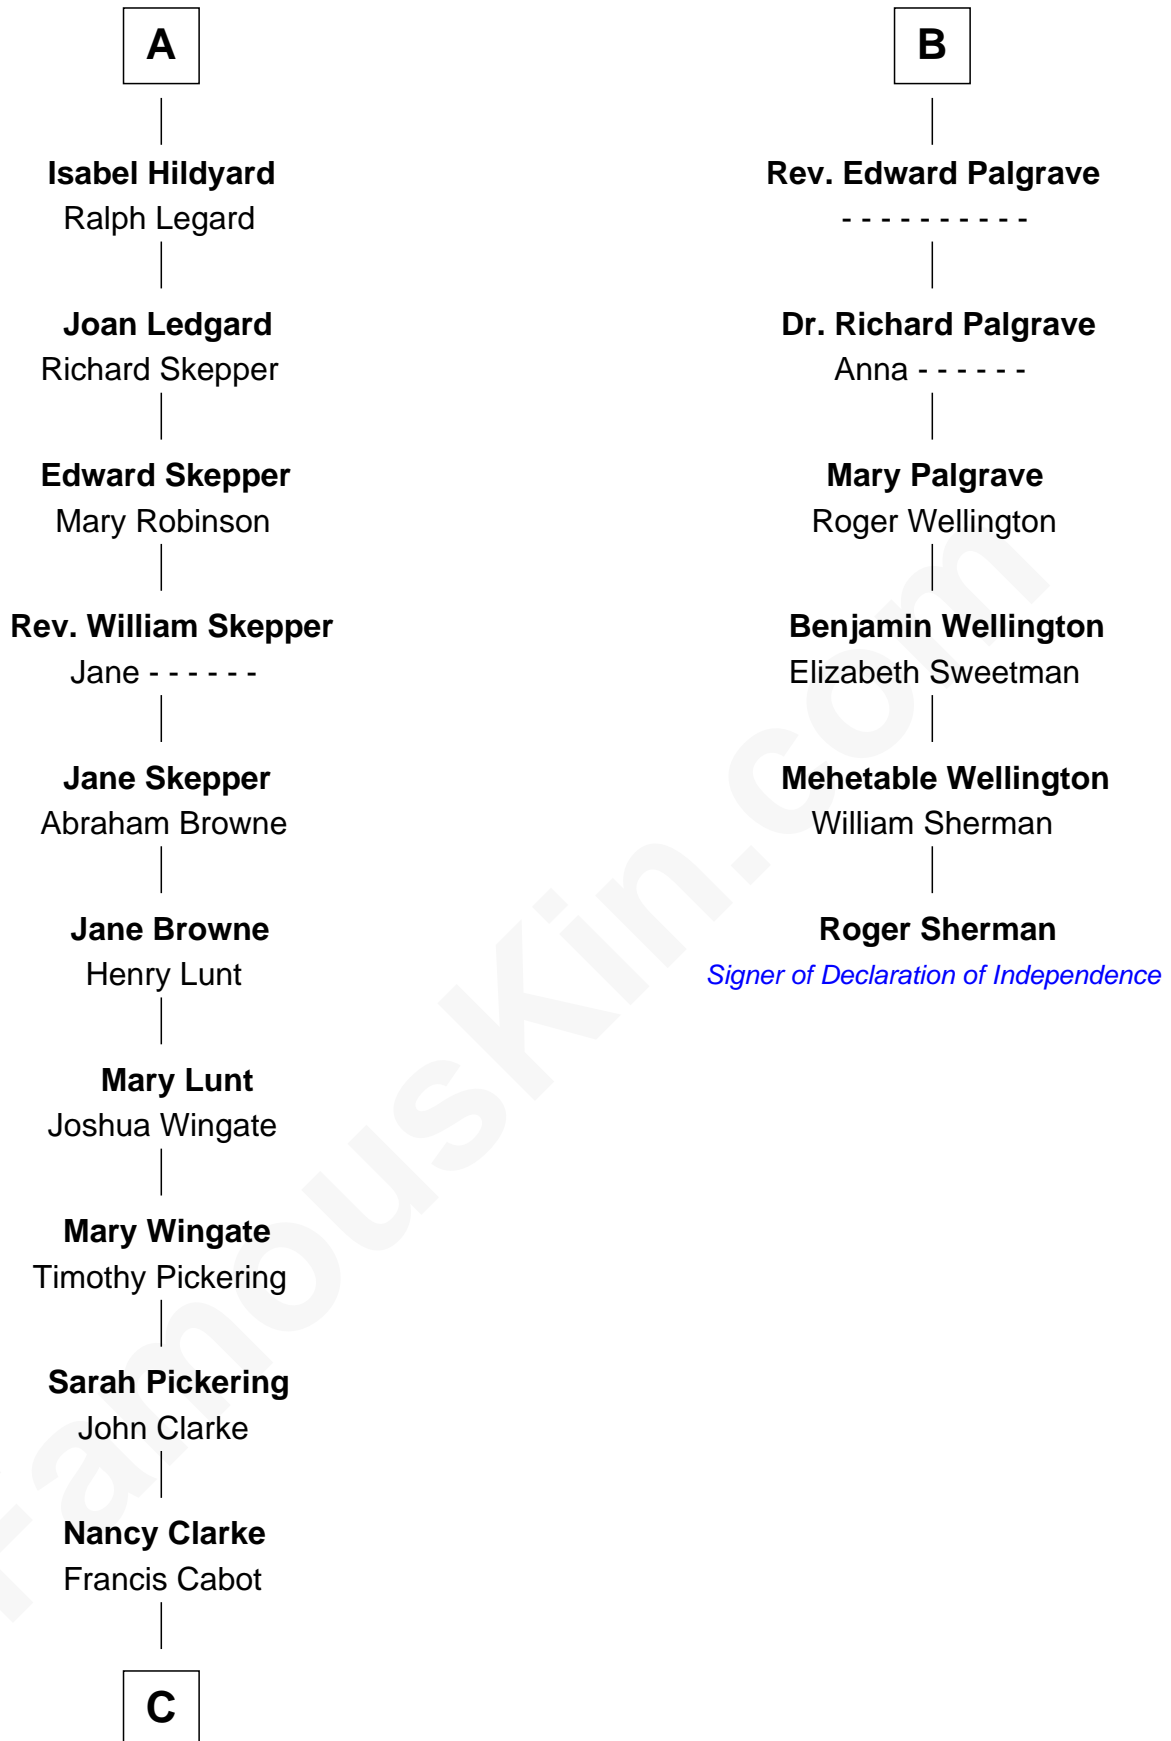 A
Isabel Hildyard
Ralph Legard
Joan Ledgard
Richard Skepper
Edward Skepper
Mary Robinson
Rev. William Skepper
Jane - - - - - -
Jane Skepper
Abraham Browne
Jane Browne
Henry Lunt
Mary Lunt
Joshua Wingate
Mary Wingate
Timothy Pickering
Sarah Pickering
John Clarke
Nancy Clarke
Francis Cabot
C
B
Rev. Edward Palgrave
- - - - - - - - - -
Dr. Richard Palgrave
Anna - - - - - -
Mary Palgrave
Roger Wellington
Benjamin Wellington
Elizabeth Sweetman
Mehetable Wellington
William Sherman
Roger Sherman
Signer of Declaration of Independence
FamousKin.com